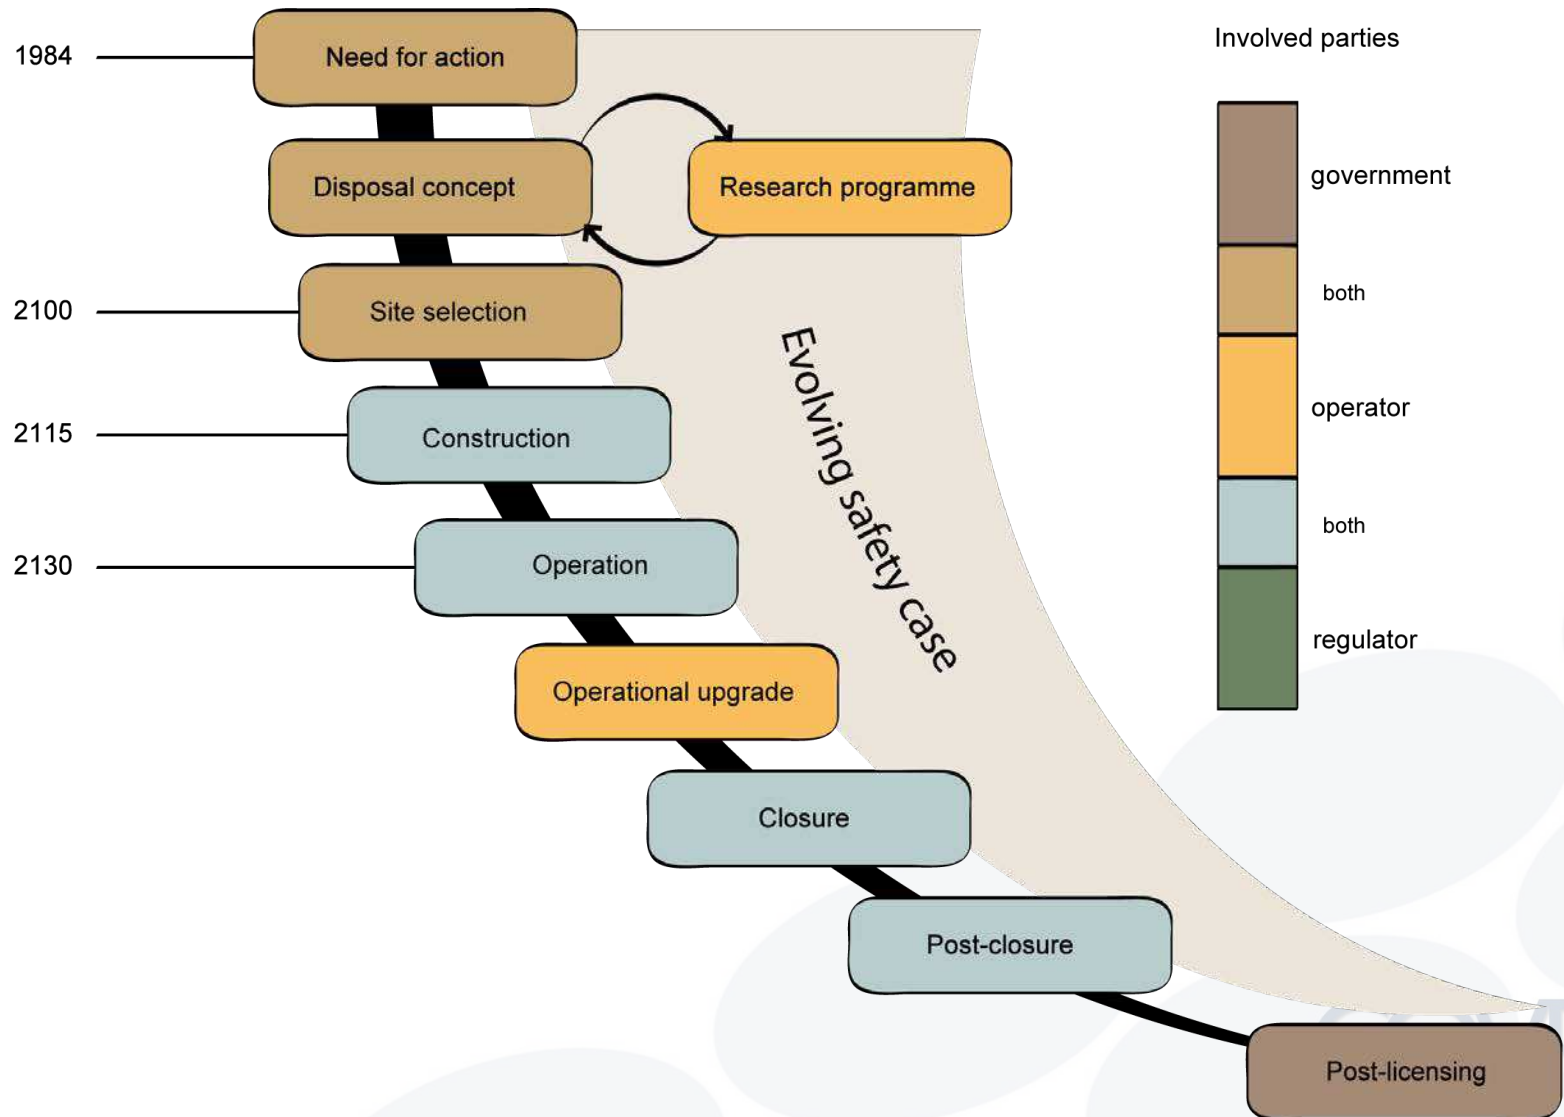 1984
Need for action
Disposal concept
Research programme
2100
Site selection
2115
Construction
2130
Operation
Operational upgrade
Closure
Post-closure
Post-licensing
Evolving safety case
Involved parties
government
both
operator
both
regulator